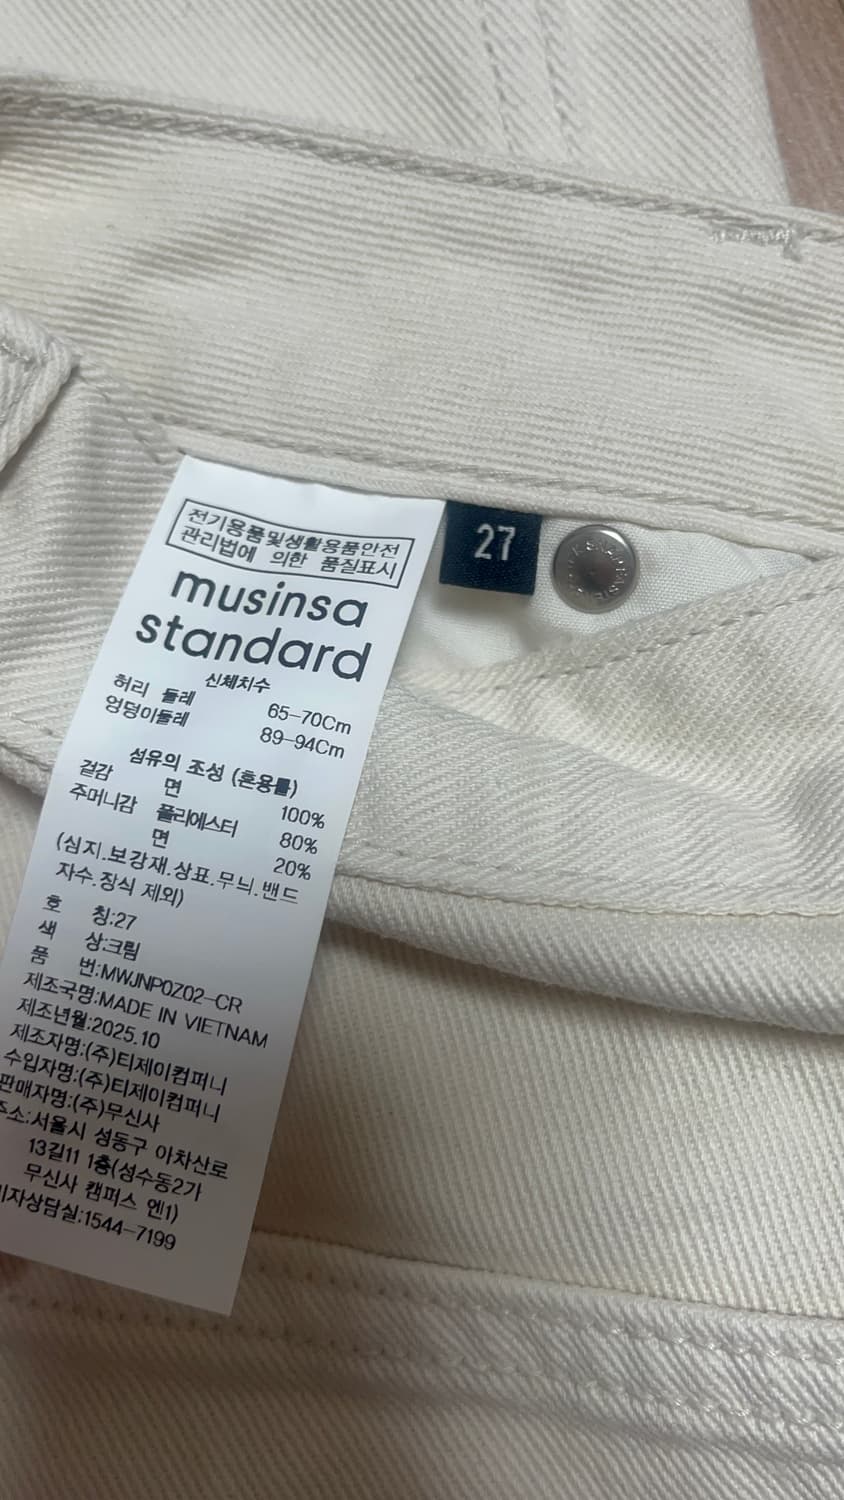 전기용품및생활용품안전
관리법에 의한 품질표시
musinsa
standard
신체치수
허리 둘레 65-70Cm
엉덩이둘레 89-94Cm
섬유의 조성 (혼용률)
겉감 면 100%
주머니감 폴리에스터 80%
면 20%
(심지.보강재.상표.무늬.밴드
자수.장식 제외)
호 칭:27
색 상:크림
품 번:MWJNP0Z02-CR
제조국명:MADE IN VIETNAM
제조년월:2025.10
제조자명:(주)티제이컴퍼니
수입자명:(주)티제이컴퍼니
판매자명:(주)무신사
주소:서울시 성동구 아차산로
13길11 1층(성수동2가
무신사 캠퍼스 엔1)
비자상담실:1544-7199
27